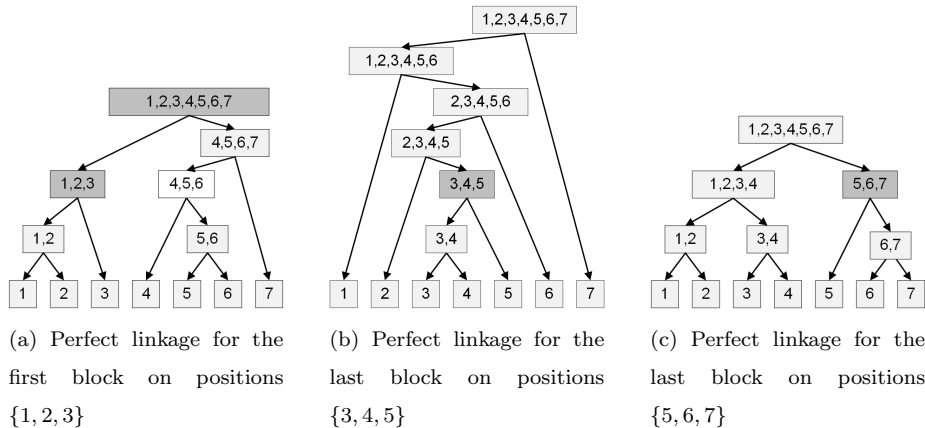 1,2,3,4,5,6,7
4,5,6,7
1,2,3
4,5,6
1,2
5,6
1 2 3 4 5 6 7
(a) Perfect linkage for the
first block on positions
{1, 2, 3}
1,2,3,4,5,6,7
1,2,3,4,5,6
2,3,4,5,6
2,3,4,5
3,4,5
3,4
1 2 3 4 5 6 7
(b) Perfect linkage for the
last block on positions
{3, 4, 5}
1,2,3,4,5,6,7
1,2,3,4
5,6,7
1,2
3,4
6,7
1 2 3 4 5 6 7
(c) Perfect linkage for the
last block on positions
{5, 6, 7}